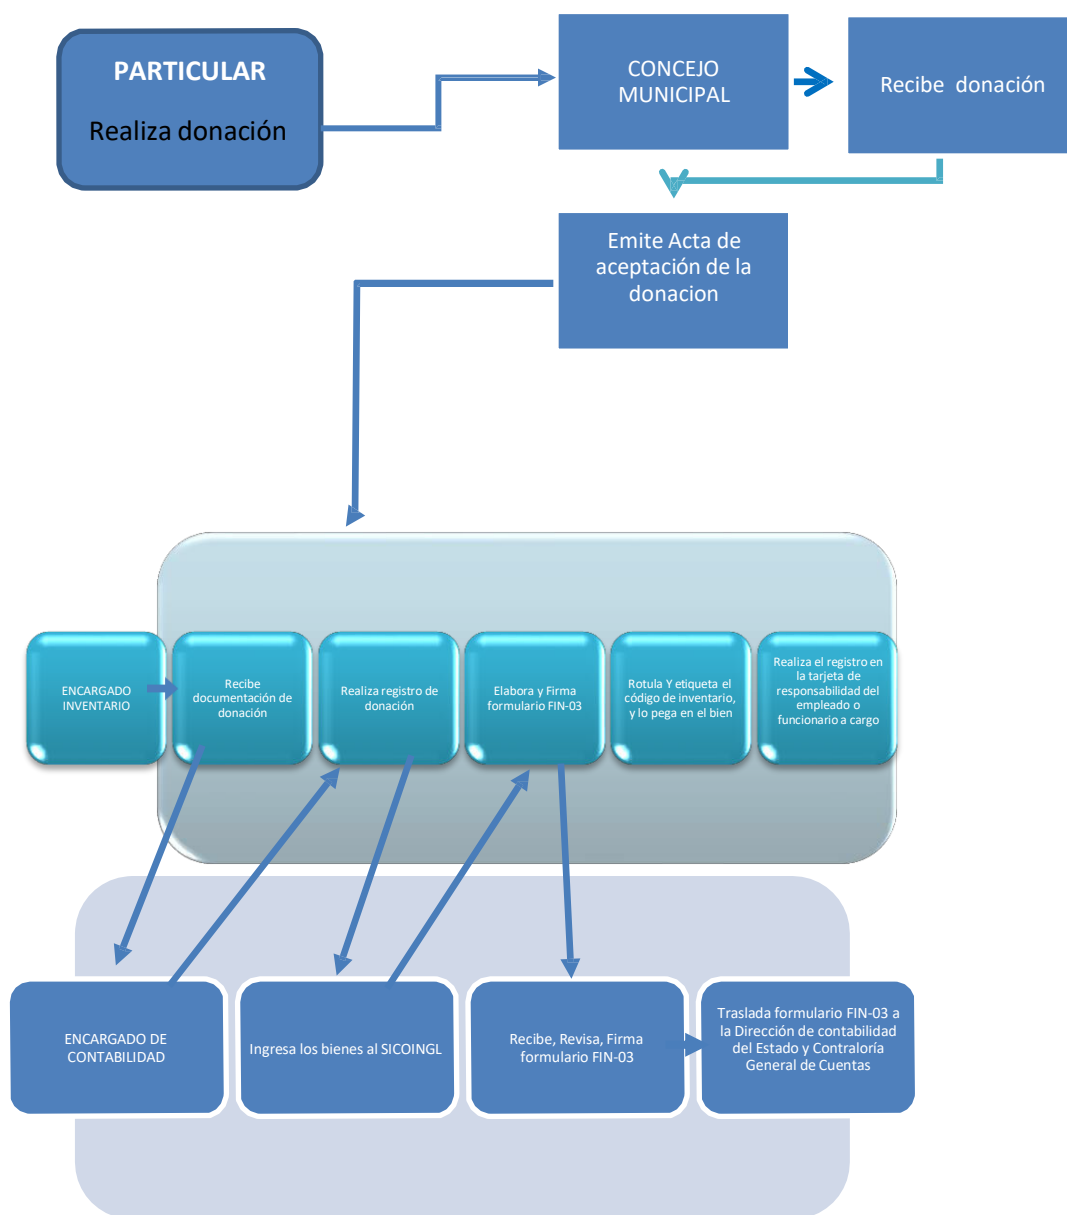 PARTICULAR
Realiza donación
CONCEJO
MUNICIPAL
Recibe donación
Emite Acta de
aceptación de la
donacion
ENCARGADO
INVENTARIO
Recibe
documentación de
donación
Realiza registro de
donación
Elabora y Firma
formulario FIN-03
Rotula Y etiqueta el
código de inventario,
y lo pega en el bien
Realiza el registro en
la tarjeta de
responsabilidad del
empleado o
funcionario a cargo
ENCARGADO DE
CONTABILIDAD
Ingresa los bienes al SICOINGL
Recibe, Revisa, Firma
formulario FIN-03
Traslada formulario FIN-03 a
la Dirección de contabilidad
del Estado y Contraloría
General de Cuentas